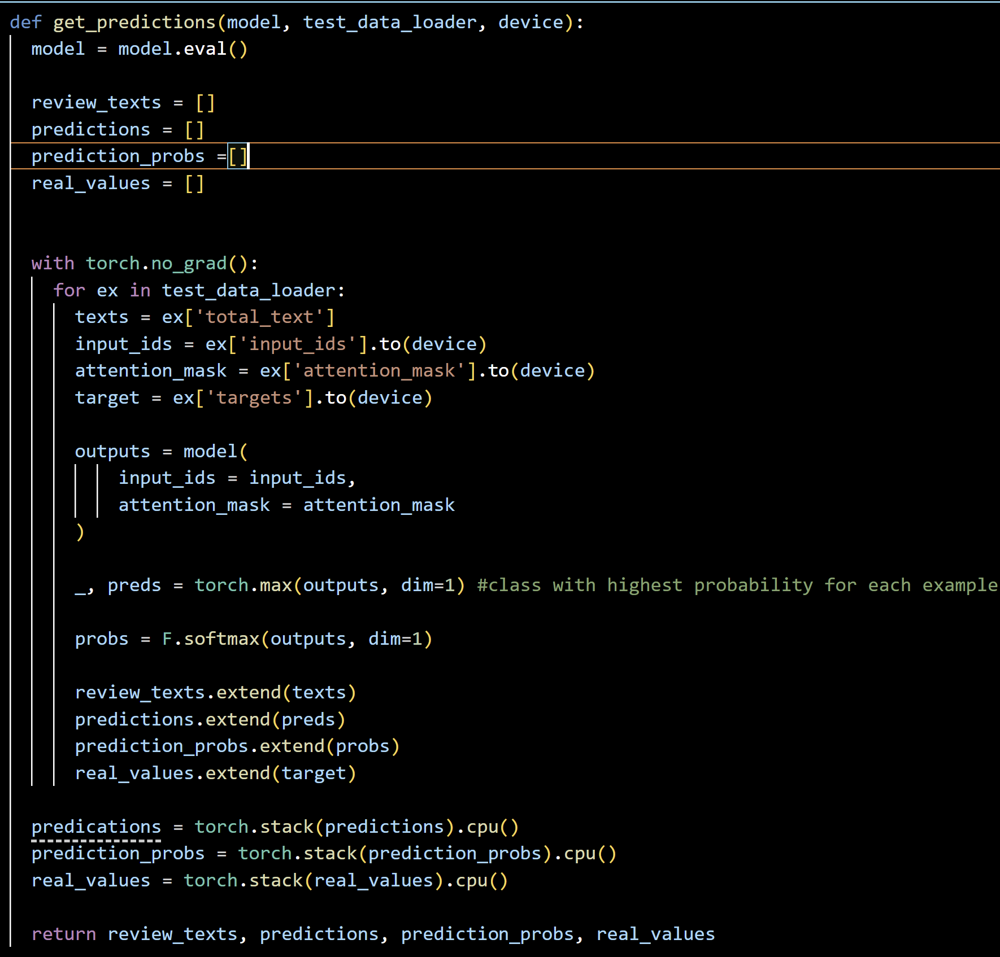 def get_predictions(model, test_data_loader, device):
  model = model.eval()

  review_texts = []
  predictions = []
  prediction_probs =[]
  real_values = []


  with torch.no_grad():
    for ex in test_data_loader:
      texts = ex['total_text']
      input_ids = ex['input_ids'].to(device)
      attention_mask = ex['attention_mask'].to(device)
      target = ex['targets'].to(device)

      outputs = model(
          input_ids = input_ids,
          attention_mask = attention_mask
      )

      _, preds = torch.max(outputs, dim=1) #class with highest probability for each example

      probs = F.softmax(outputs, dim=1)

      review_texts.extend(texts)
      predictions.extend(preds)
      prediction_probs.extend(probs)
      real_values.extend(target)

  predications = torch.stack(predictions).cpu()
  prediction_probs = torch.stack(prediction_probs).cpu()
  real_values = torch.stack(real_values).cpu()

  return review_texts, predictions, prediction_probs, real_values